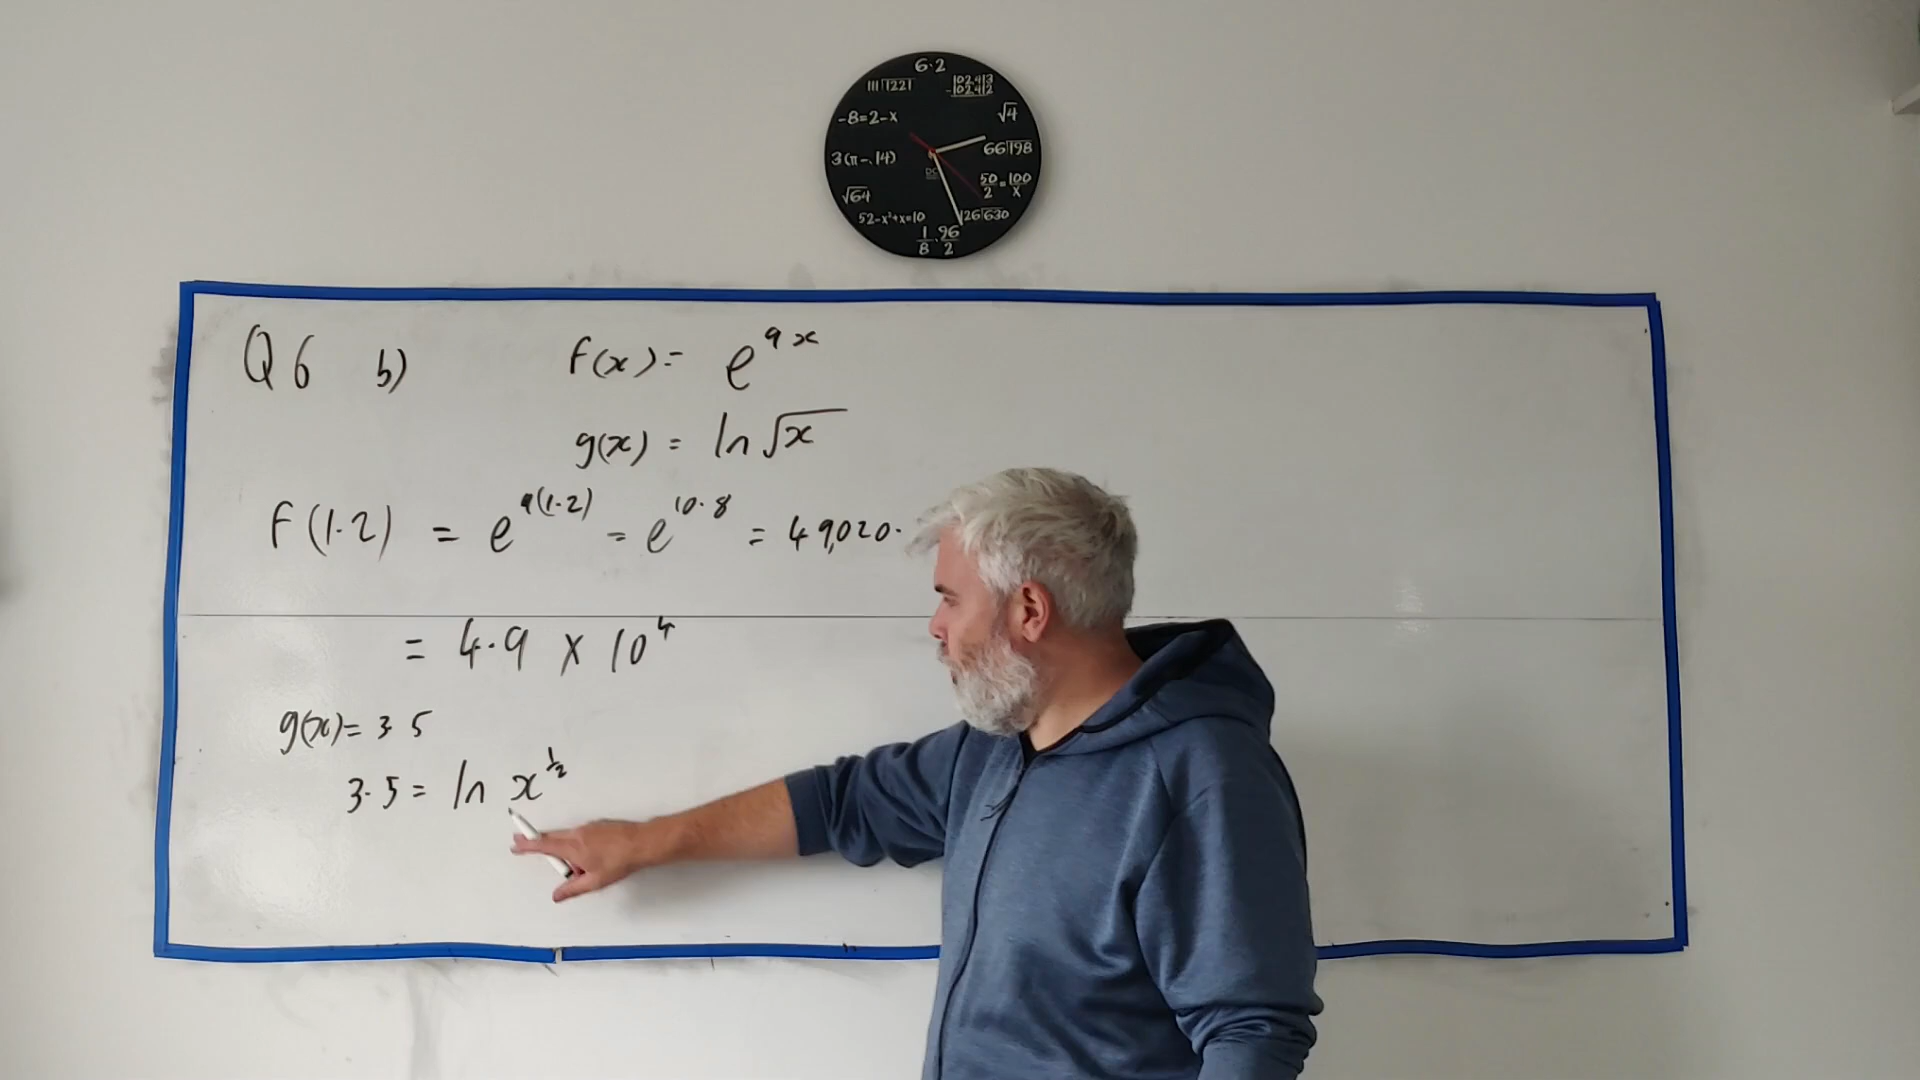 6·2
111⟌1221
102,413
-102,412
-8=2-x
√4
3(π-.14)
66⟌198
50/2=100/x
√64
52-x²+x=10
126⟌630
1/8·96/2
Q6 b) f(x)= e^9x
g(x) = ln√x
f(1·2) = e^9(1·2) = e^10·8 = 49,020·
= 4·9 × 10^4
g(x)= 3·5
3·5 = ln x^1/2